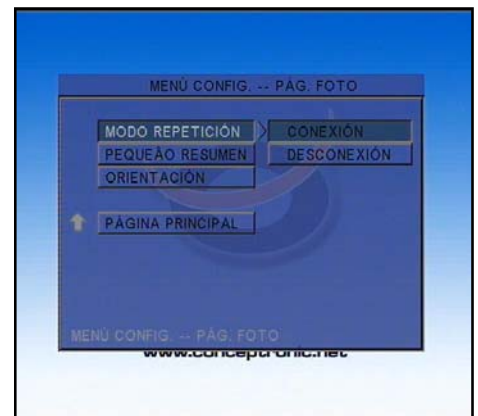 MENÚ CONFIG. -- PÁG. FOTO
MODO REPETICIÓN CONEXIÓN
PEQUEÃO RESUMEN DESCONEXIÓN
ORIENTACIÓN
PÁGINA PRINCIPAL
MENÚ CONFIG. -- PÁG. FOTO
www.conceptronic.net